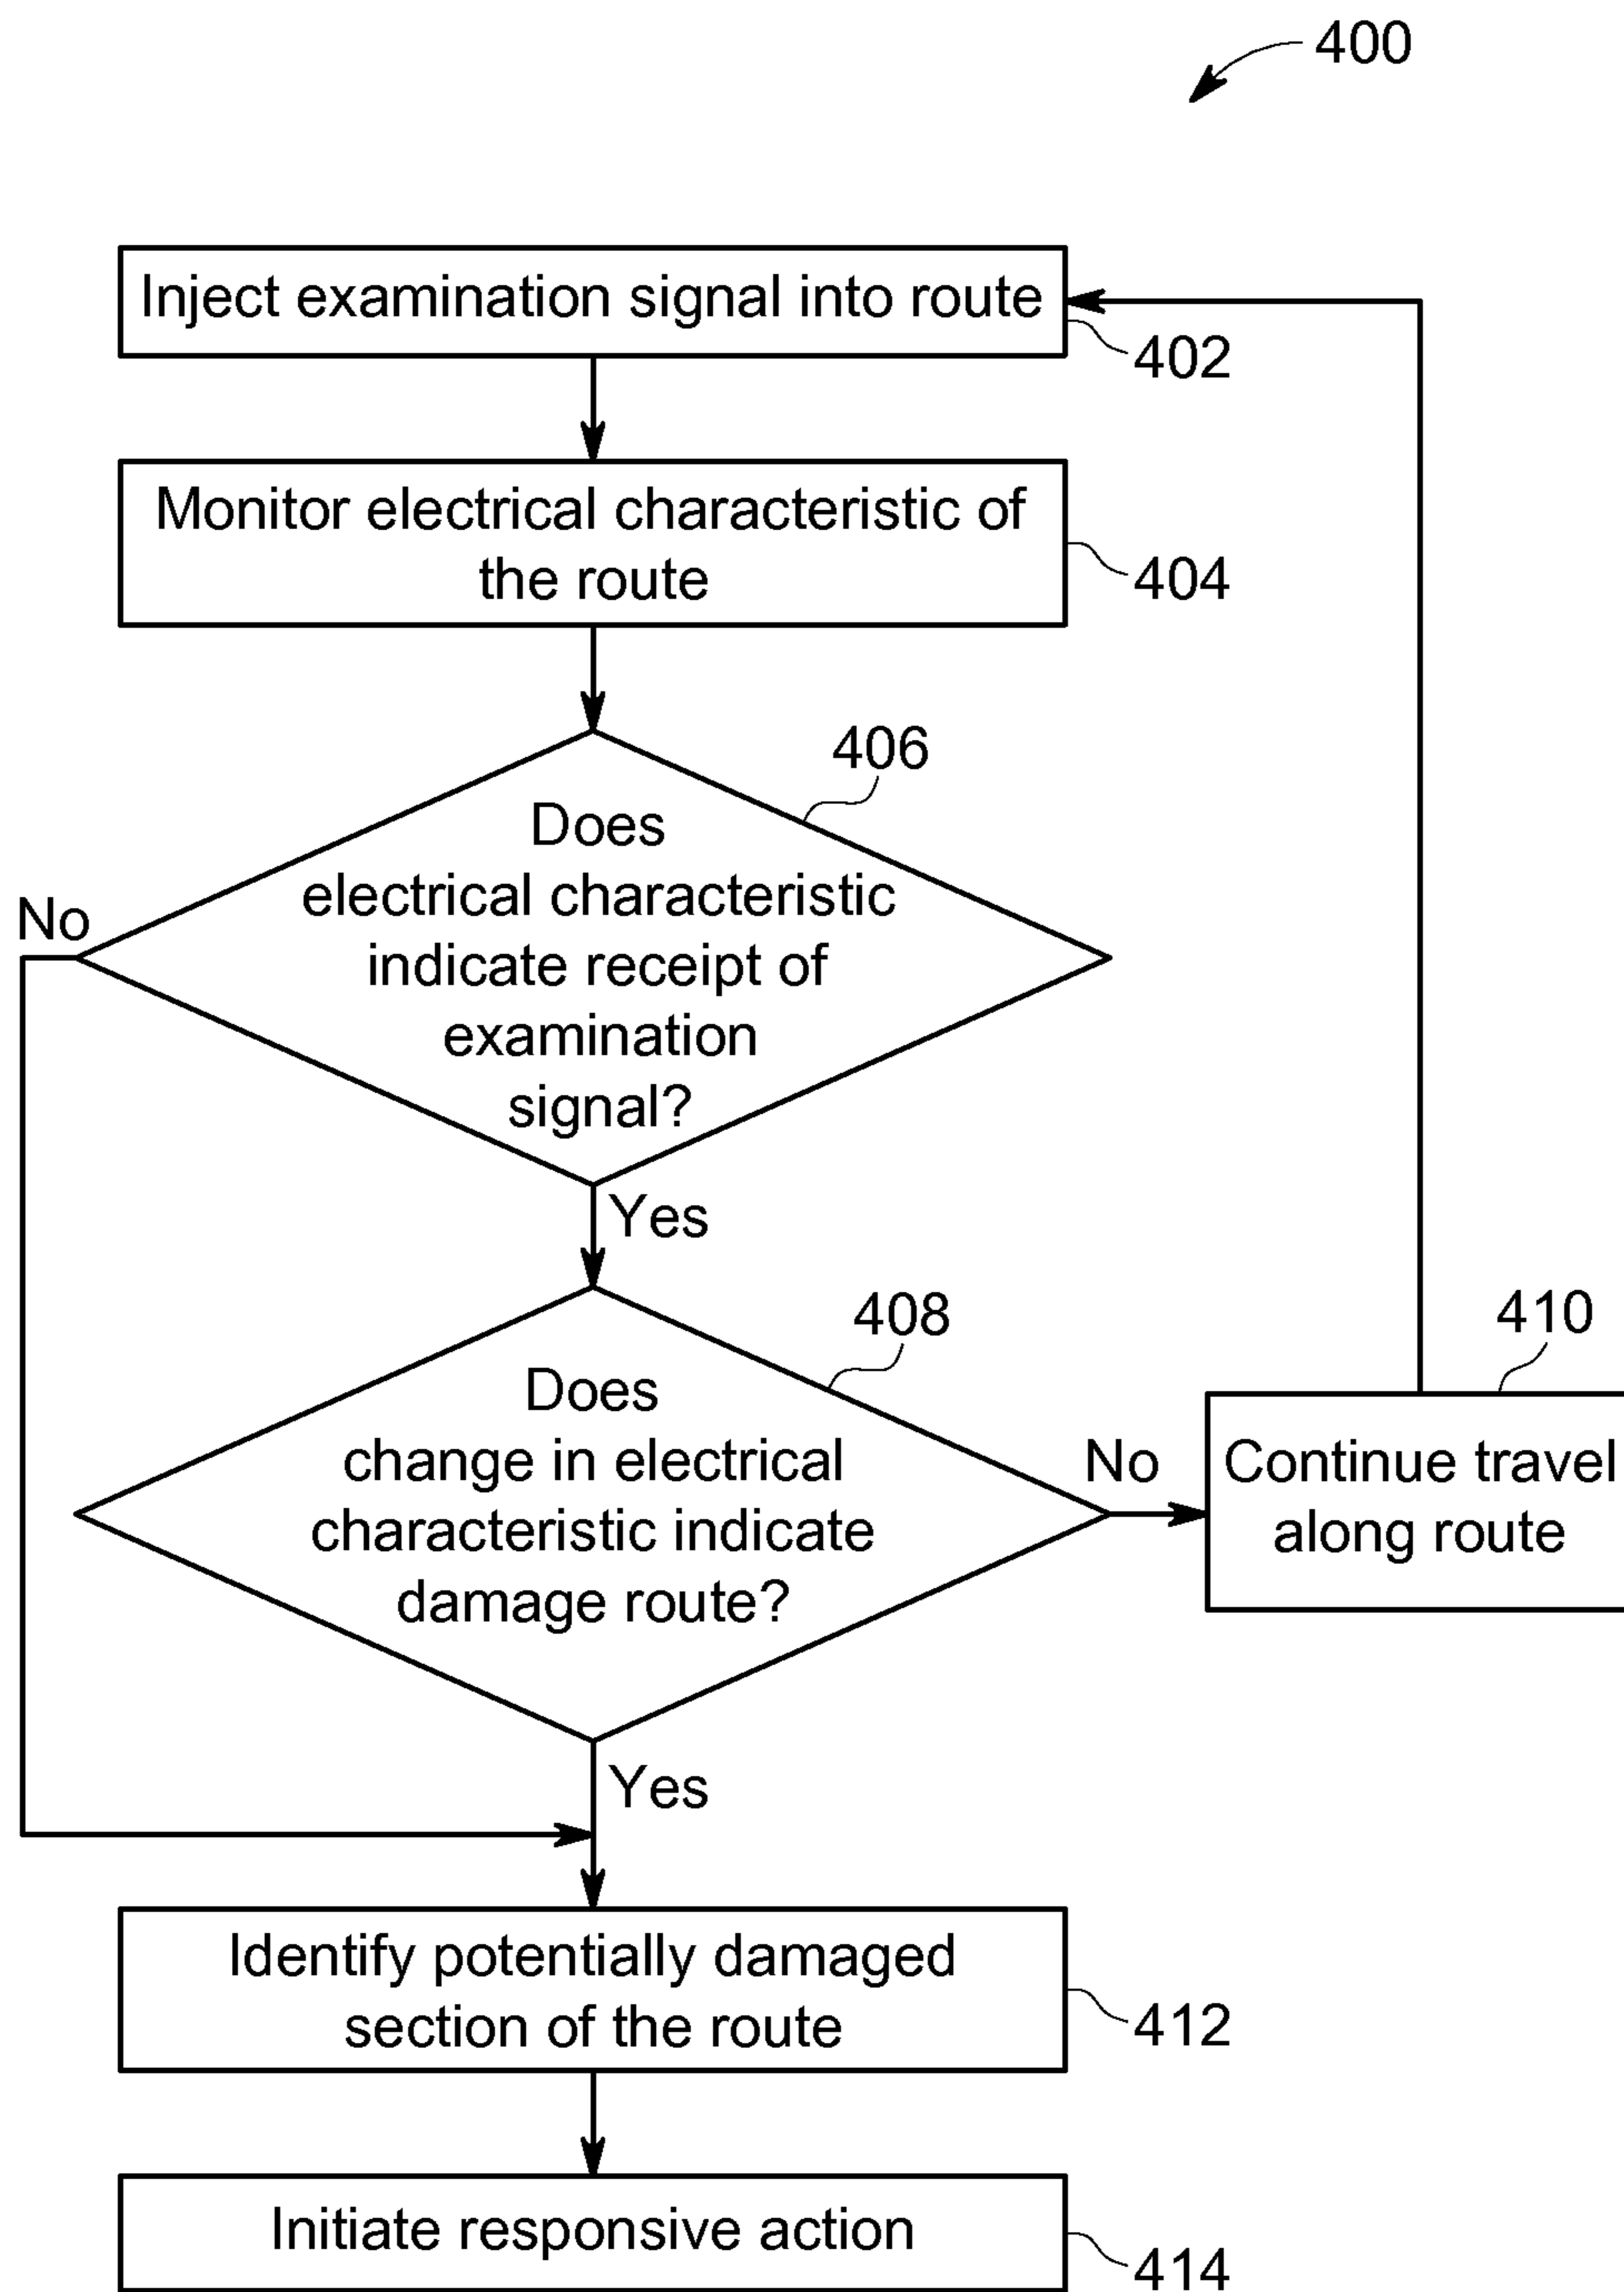 400
Inject examination signal into route
402
Monitor electrical characteristic of
the route
404
406
Does
electrical characteristic
indicate receipt of
examination
signal?
No
Yes
408
Does
change in electrical
characteristic indicate
damage route?
No
410
Continue travel
along route
Yes
Identify potentially damaged
section of the route
412
Initiate responsive action
414